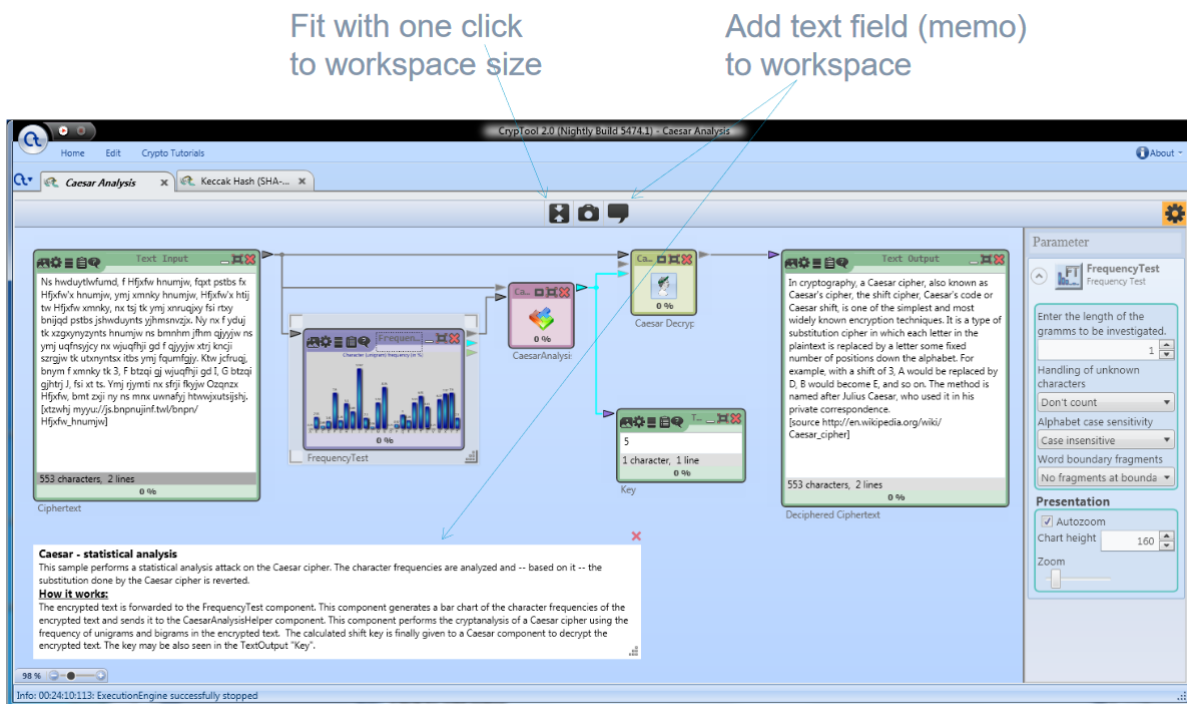 Fit with one click
to workspace size
Add text field (memo)
to workspace
CrypTool 2.0 (Nightly Build 5474.1) - Caesar Analysis
Home Edit Crypto Tutorials
About
Caesar Analysis
Keccak Hash (SHA-...
Text Input
Ns hwduytlwfumd, f Hfjxfw hnumjw, fqxt pstbs fx
Hfjxfw'x hnumjw, ymj xmnky hnumjw, Hfjxfw'x htij
tw Hfjxfw xmnky, nx tsj tk ymj xnruqjxy fsi rtxy
bnijqd pstbs jshwduynts yjhmsnvzjx. Ny nx f yduj
tk xzgxynyzynts hnumjw ns bmnhm jfhm qjyyjw ns
ymj uqfnsyjcy nx wjuqfhji gd f qjyyjw xtrj kncji
szrgjw tk utxnyntsx itbs ymj fqumfgjy. Ktw jcfruqj,
bnym f xmnky tk 3, F btzqi gj wjuqfhji gd I, G btzqi
gjhtrj J, fsi xt ts. Ymj rjymti nx sfrji fkyjw Ozqnzx
Hfjxfw, bmt zxji ny ns mnx uwnafyj htwwjxutsijshj.
[xtzwhj myyu://js.bnpnujinf.twl/bnpn/
Hfjxfw_hnumjw]
553 characters, 2 lines
0 %
Ciphertext
Frequen...
Character (unigram) frequency (in %)
0 %
FrequencyTest
Ca...
0 %
CaesarAnalysi
Ca...
0 %
Caesar Decryp
T...
5
1 character, 1 line
0 %
Key
Text Output
In cryptography, a Caesar cipher, also known as
Caesar's cipher, the shift cipher, Caesar's code or
Caesar shift, is one of the simplest and most
widely known encryption techniques. It is a type of
substitution cipher in which each letter in the
plaintext is replaced by a letter some fixed
number of positions down the alphabet. For
example, with a shift of 3, A would be replaced by
D, B would become E, and so on. The method is
named after Julius Caesar, who used it in his
private correspondence.
[source http://en.wikipedia.org/wiki/
Caesar_cipher]
553 characters, 2 lines
0 %
Deciphered Ciphertext
Parameter
FT
FrequencyTest
Frequency Test
Enter the length of the
gramms to be investigated.
1
Handling of unknown
characters
Don't count
Alphabet case sensitivity
Case insensitive
Word boundary fragments
No fragments at bounda
Presentation
Autozoom
Chart height 160
Zoom
Caesar - statistical analysis
This sample performs a statistical analysis attack on the Caesar cipher. The character frequencies are analyzed and -- based on it -- the
substitution done by the Caesar cipher is reverted.
How it works:
The encrypted text is forwarded to the FrequencyTest component. This component generates a bar chart of the character frequencies of the
encrypted text and sends it to the CaesarAnalysisHelper component. This component performs the cryptanalysis of a Caesar cipher using the
frequency of unigrams and bigrams in the encrypted text. The calculated shift key is finally given to a Caesar component to decrypt the
encrypted text. The key may be also seen in the TextOutput "Key".
98 %
Info: 00:24:10:113: ExecutionEngine successfully stopped